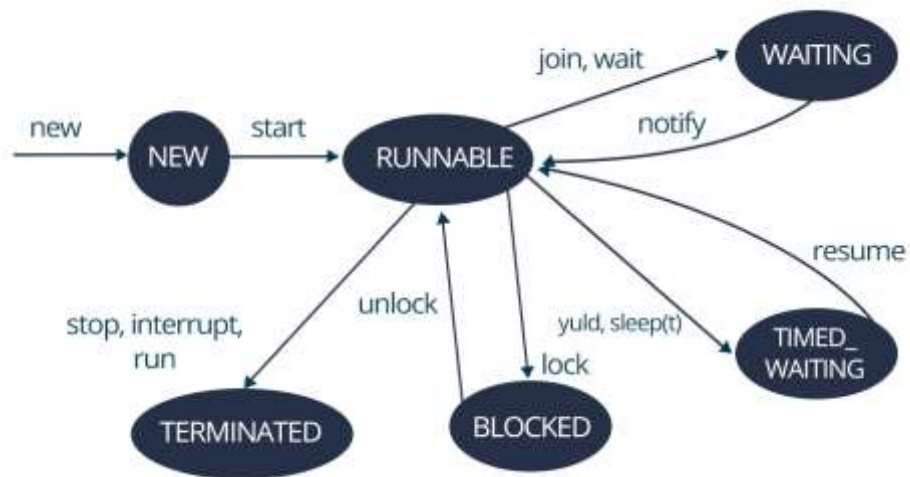 WAITING
join, wait
new
start
notify
NEW
RUNNABLE
resume
unlock
stop, interrupt,
run
yuld, sleep(t)
lock
TIMED_
WAITING
TERMINATED
BLOCKED